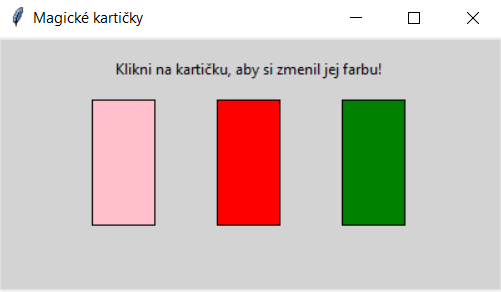 Magické kartičky
Klikni na kartičku, aby si zmenil jej farbu!